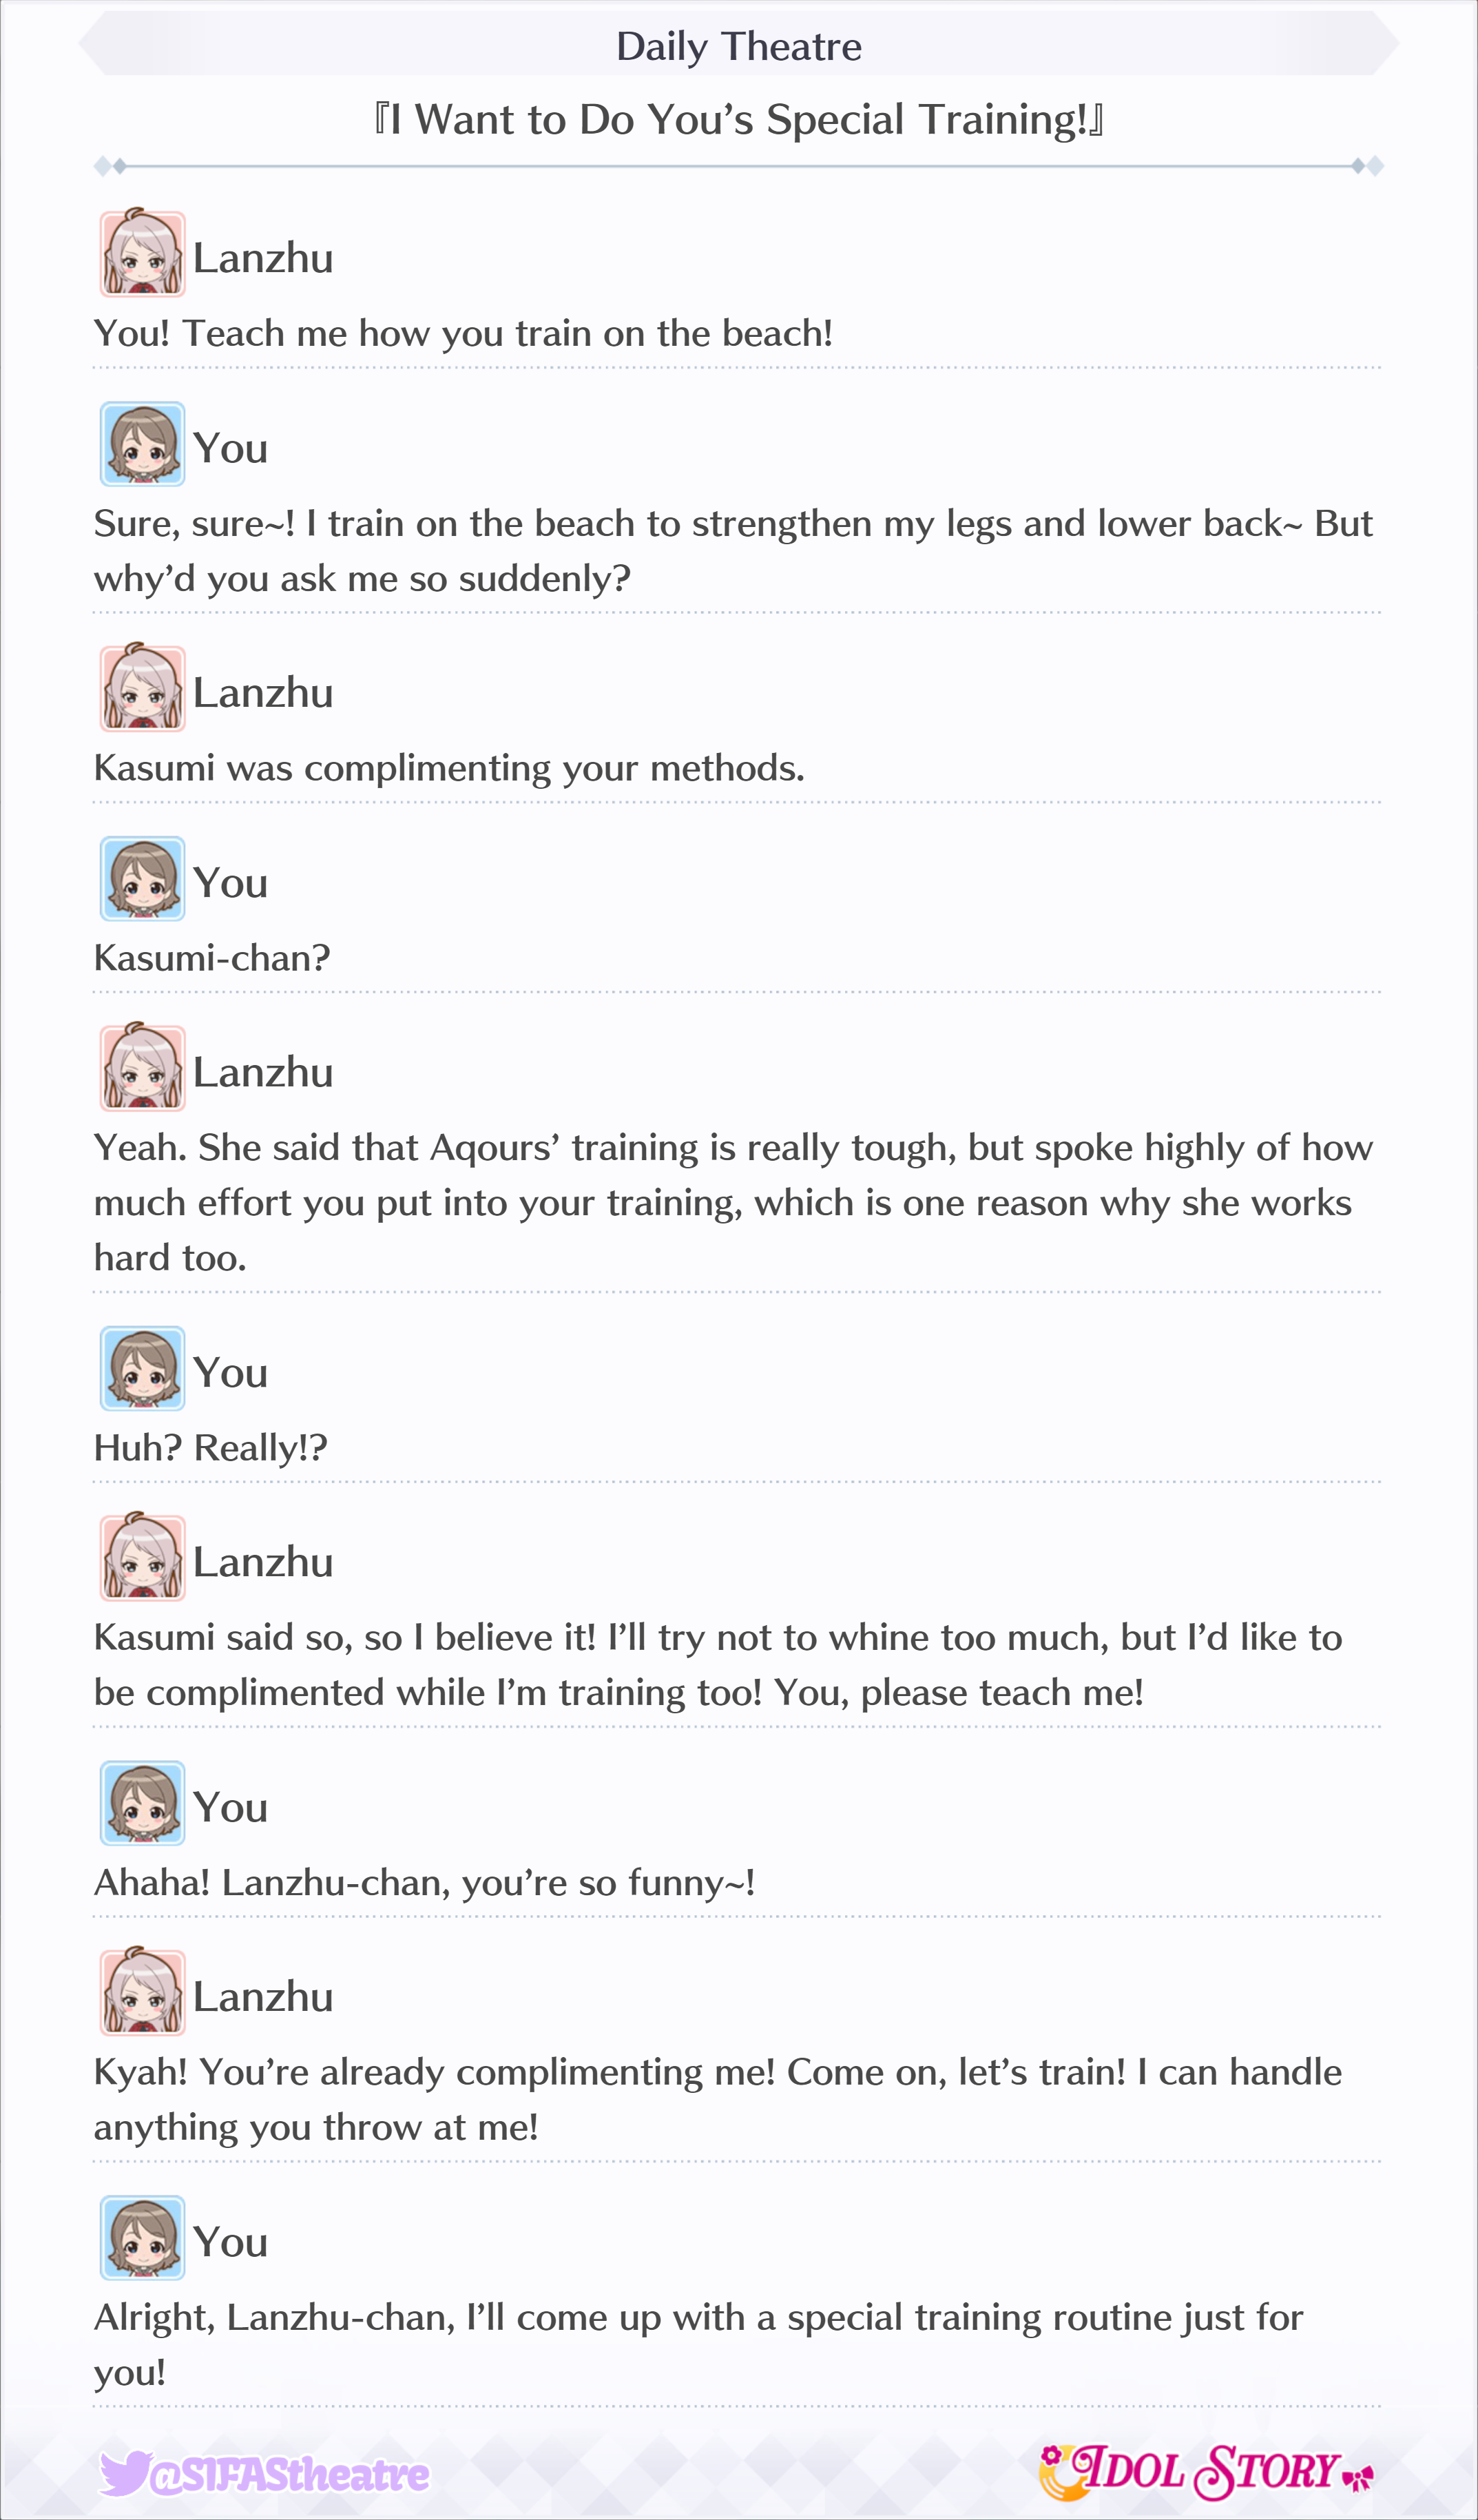 Daily Theatre
『I Want to Do You’s Special Training!』
Lanzhu
You! Teach me how you train on the beach!
You
Sure, sure~! I train on the beach to strengthen my legs and lower back~ But
why’d you ask me so suddenly?
Lanzhu
Kasumi was complimenting your methods.
You
Kasumi-chan?
Lanzhu
Yeah. She said that Aqours’ training is really tough, but spoke highly of how
much effort you put into your training, which is one reason why she works
hard too.
You
Huh? Really!?
Lanzhu
Kasumi said so, so I believe it! I’ll try not to whine too much, but I’d like to
be complimented while I’m training too! You, please teach me!
You
Ahaha! Lanzhu-chan, you’re so funny~!
Lanzhu
Kyah! You’re already complimenting me! Come on, let’s train! I can handle
anything you throw at me!
You
Alright, Lanzhu-chan, I’ll come up with a special training routine just for
you!
@SIFAStheatre
IDOL STORY